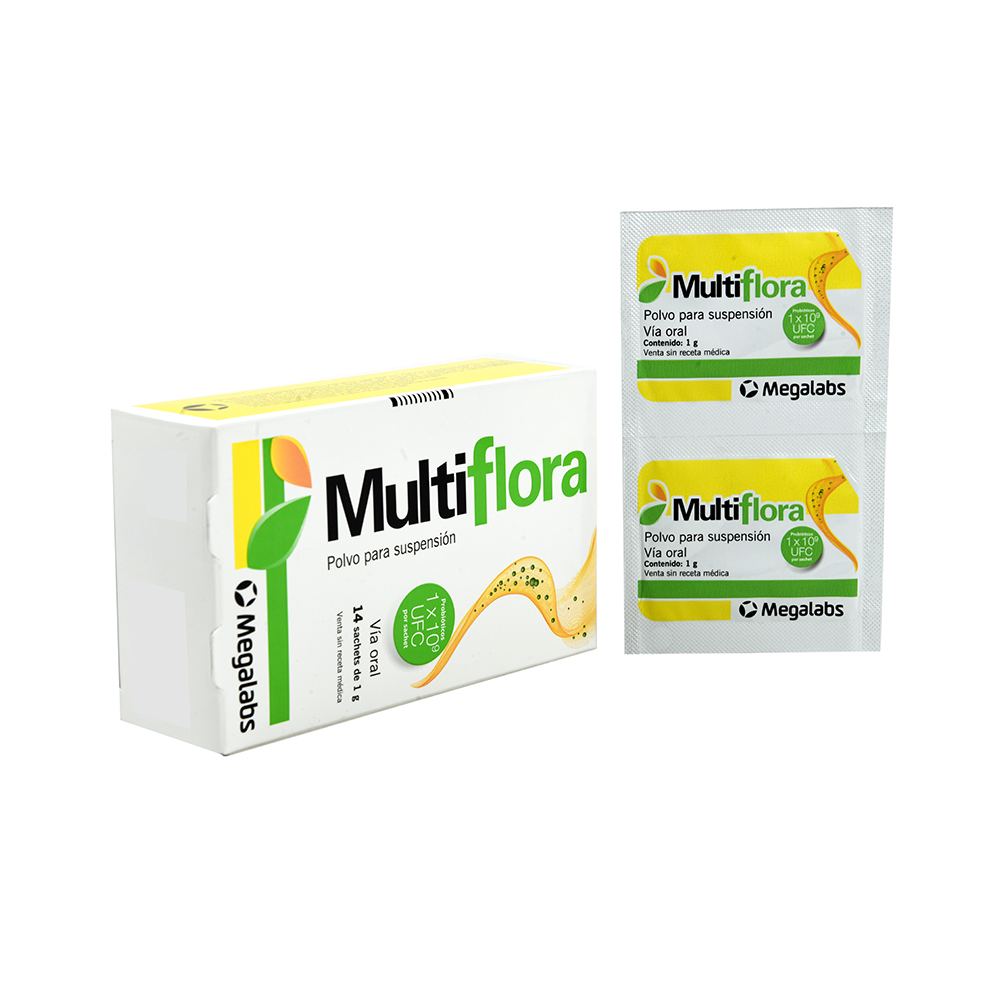 Multiflora
Polvo para suspensión
Probióticos
1 x 10⁹
UFC
por sachet
Vía oral
14 sachets de 1 g
Venta sin receta médica
Megalabs
Multiflora
Polvo para suspensión
Vía oral
Contenido: 1 g
Venta sin receta médica
Probióticos
1 x 10⁹
UFC
por sachet
Megalabs
Multiflora
Polvo para suspensión
Vía oral
Contenido: 1 g
Venta sin receta médica
Probióticos
1 x 10⁹
UFC
por sachet
Megalabs